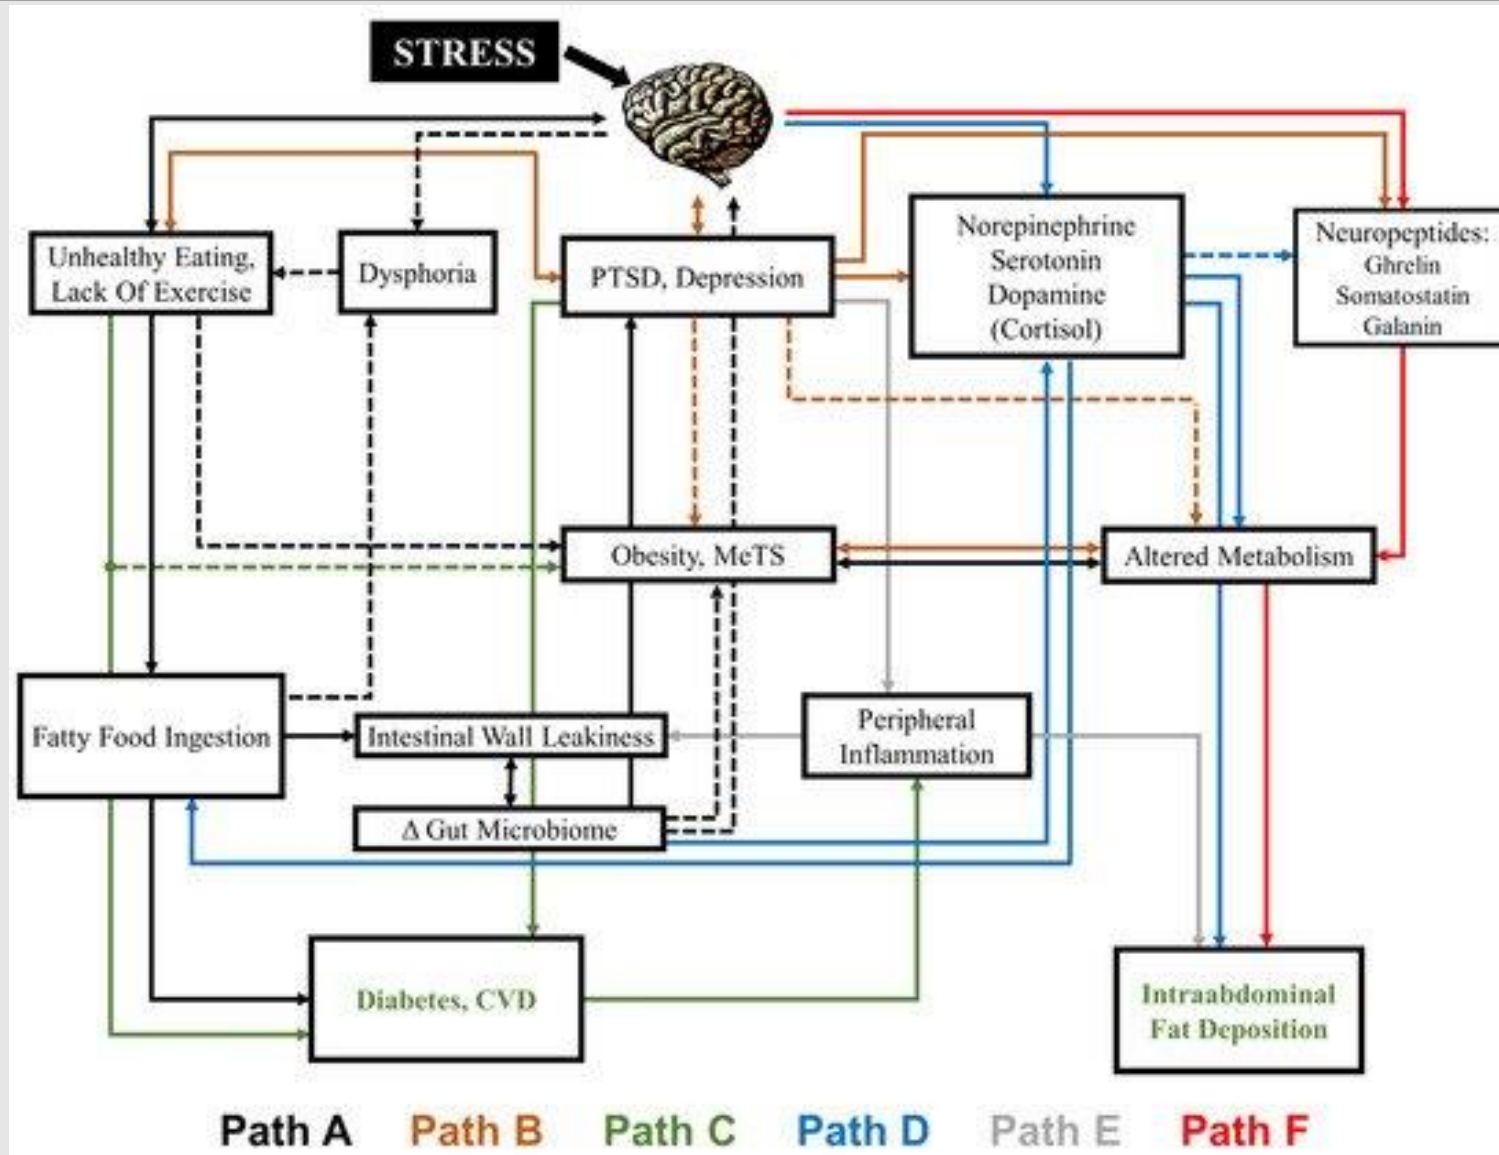 STRESS
Unhealthy Eating,
Lack Of Exercise
Dysphoria
PTSD, Depression
Norepinephrine
Serotonin
Dopamine
(Cortisol)
Neuropeptides:
Ghrelin
Somatostatin
Galanin
Obesity, MeTS
Altered Metabolism
Fatty Food Ingestion
Intestinal Wall Leakiness
Peripheral
Inflammation
Δ Gut Microbiome
Diabetes, CVD
Intraabdominal
Fat Deposition
Path A Path B Path C Path D Path E Path F